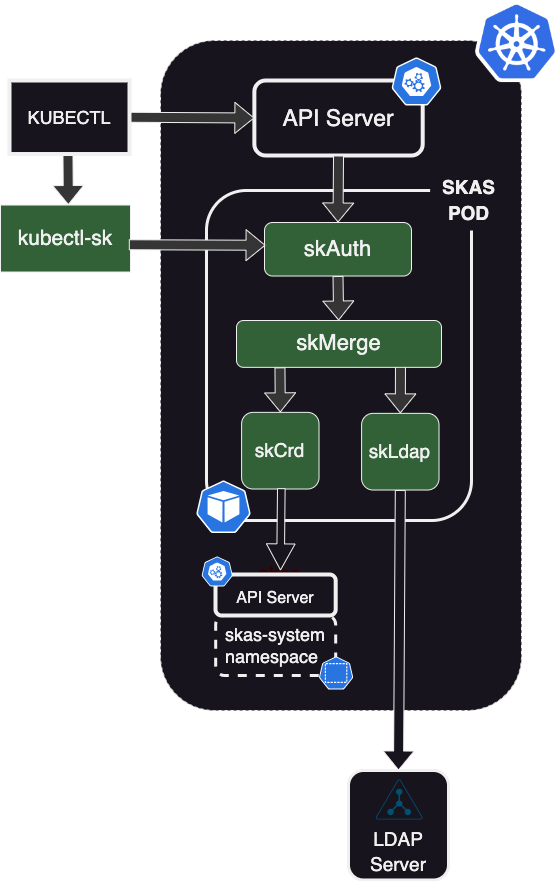 KUBECTL
API Server
SKAS
POD
kubectl-sk
skAuth
skMerge
skCrd
skLdap
API Server
skas-system
namespace
LDAP
Server